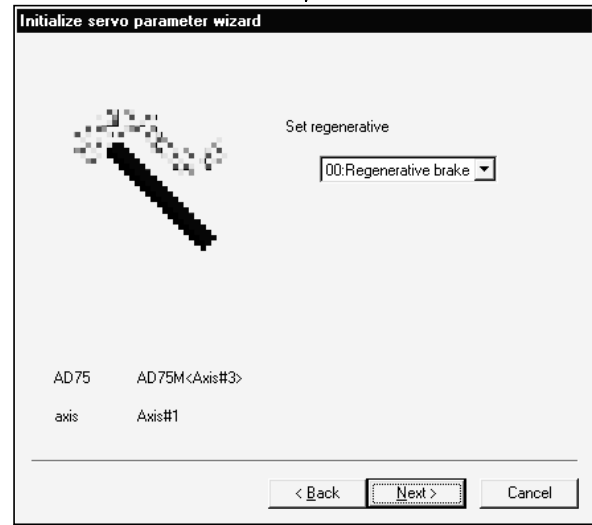 Initialize servo parameter wizard
Set regenerative
00:Regenerative brake
AD75 AD75M<Axis#3>
axis Axis#1
< Back Next > Cancel